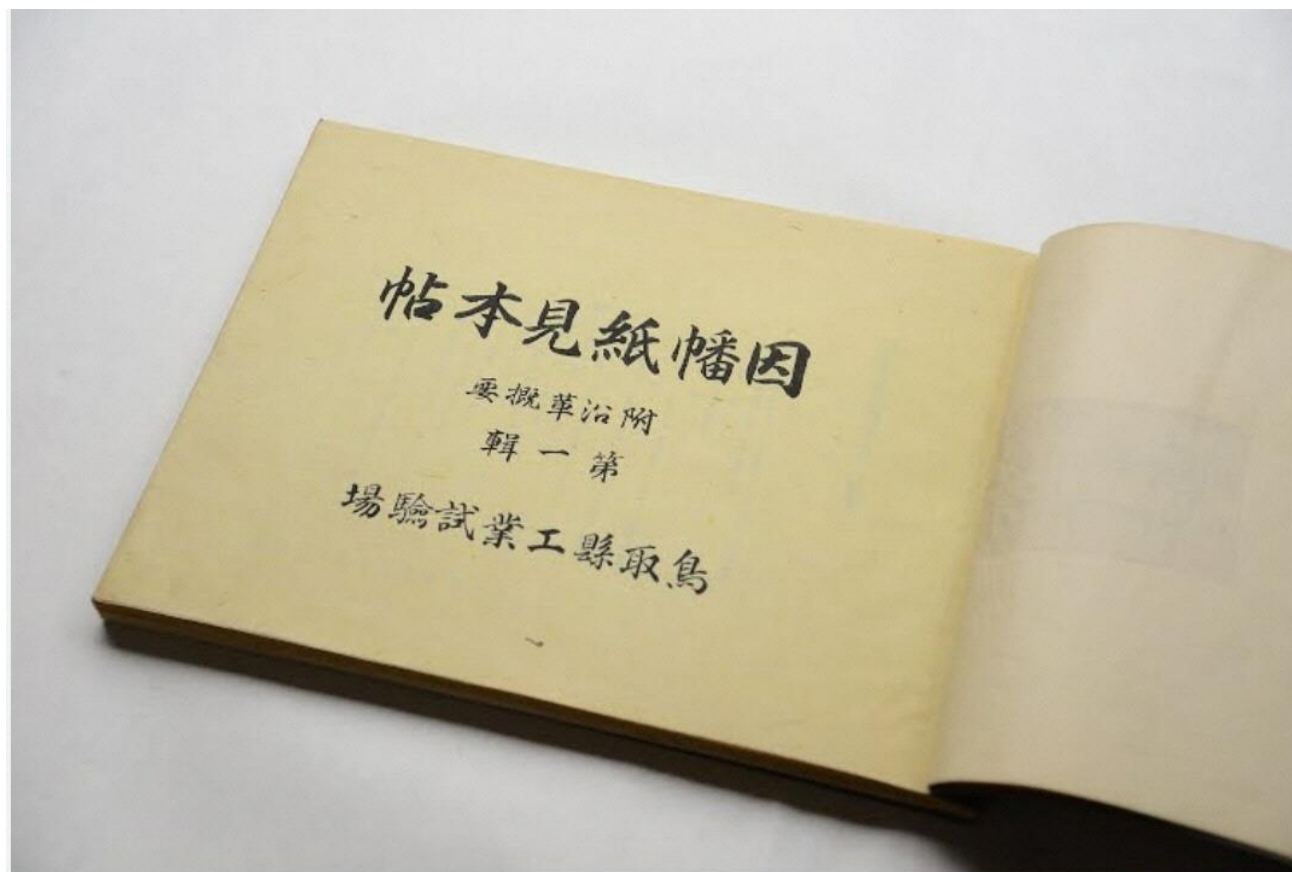 因幡紙見本帖
附沿革概要
第一輯
鳥取縣工業試驗場